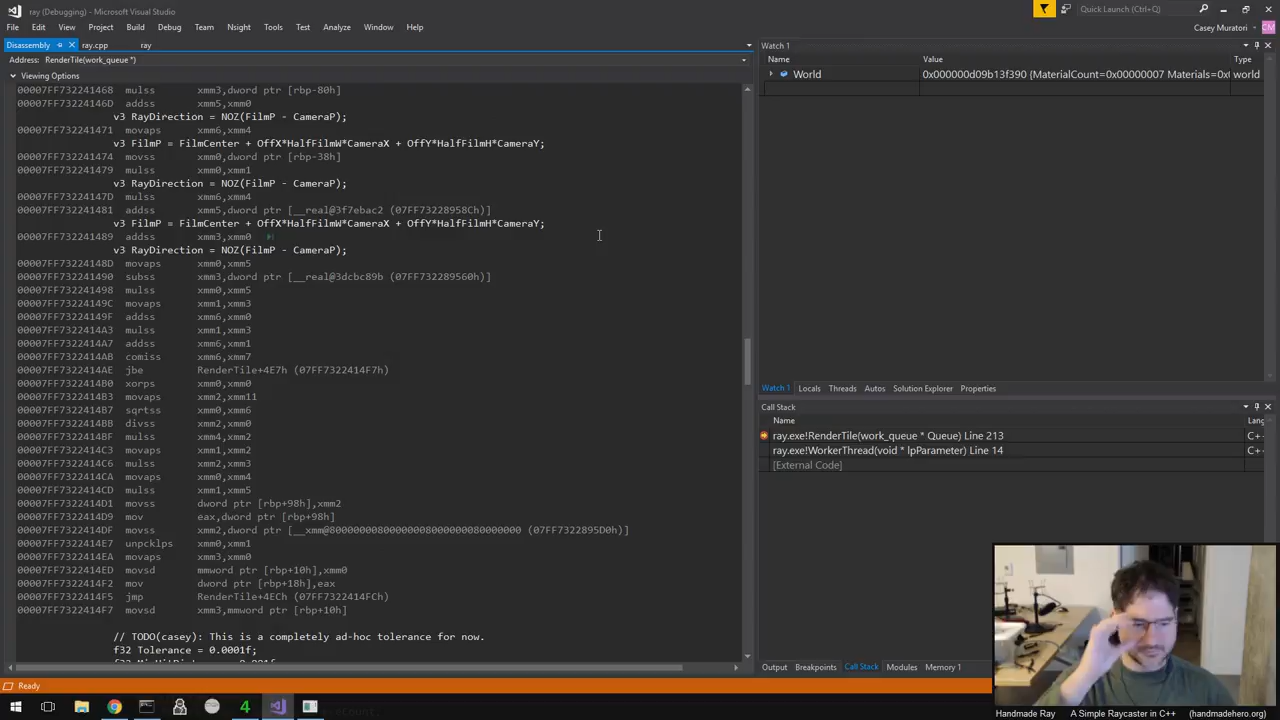 ray (Debugging) - Microsoft Visual Studio
Quick Launch (Ctrl+Q)
File Edit View Project Build Debug Team Nsight Tools Test Analyze Window Help
Casey Muratori CM
Disassembly ray.cpp ray
Address: RenderTile(work_queue *)
Viewing Options
00007FF732241468 mulss xmm3,dword ptr [rbp-80h]
00007FF73224146D addss xmm5,xmm0
v3 RayDirection = NOZ(FilmP - CameraP);
00007FF732241471 movaps xmm6,xmm4
v3 FilmP = FilmCenter + OffX*HalfFilmW*CameraX + OffY*HalfFilmH*CameraY;
00007FF732241474 movss xmm0,dword ptr [rbp-38h]
00007FF732241479 mulss xmm0,xmm1
v3 RayDirection = NOZ(FilmP - CameraP);
00007FF73224147D mulss xmm6,xmm4
00007FF732241481 addss xmm5,dword ptr [__real@3f7ebac2 (07FF73228958Ch)]
v3 FilmP = FilmCenter + OffX*HalfFilmW*CameraX + OffY*HalfFilmH*CameraY;
00007FF732241489 addss xmm3,xmm0
v3 RayDirection = NOZ(FilmP - CameraP);
00007FF73224148D movaps xmm0,xmm5
00007FF732241490 subss xmm3,dword ptr [__real@3dcbc89b (07FF732289560h)]
00007FF732241498 mulss xmm0,xmm5
00007FF73224149C movaps xmm1,xmm3
00007FF73224149F addss xmm6,xmm0
00007FF7322414A3 mulss xmm1,xmm3
00007FF7322414A7 addss xmm6,xmm1
00007FF7322414AB comiss xmm6,xmm7
00007FF7322414AE jbe RenderTile+4E7h (07FF7322414F7h)
00007FF7322414B0 xorps xmm0,xmm0
00007FF7322414B3 movaps xmm2,xmm11
00007FF7322414B7 sqrtss xmm0,xmm6
00007FF7322414BB divss xmm2,xmm0
00007FF7322414BF mulss xmm4,xmm2
00007FF7322414C3 movaps xmm1,xmm2
00007FF7322414C6 mulss xmm2,xmm3
00007FF7322414CA movaps xmm0,xmm4
00007FF7322414CD mulss xmm1,xmm5
00007FF7322414D1 movss dword ptr [rbp+98h],xmm2
00007FF7322414D9 mov eax,dword ptr [rbp+98h]
00007FF7322414DF movss xmm2,dword ptr [__xmm@80000000800000008000000080000000 (07FF7322895D0h)]
00007FF7322414E7 unpcklps xmm0,xmm1
00007FF7322414EA movaps xmm3,xmm0
00007FF7322414ED movsd mmword ptr [rbp+10h],xmm0
00007FF7322414F2 mov dword ptr [rbp+18h],eax
00007FF7322414F5 jmp RenderTile+4ECh (07FF7322414FCh)
00007FF7322414F7 movsd xmm3,mmword ptr [rbp+10h]
// TODO(casey): This is a completely ad-hoc tolerance for now.
f32 Tolerance = 0.0001f;
Watch 1
Name Value Type
World 0x000000d09b13f390 {MaterialCount=0x00000007 Materials=0x world
Watch 1 Locals Threads Autos Solution Explorer Properties
Call Stack
Name Lang
ray.exe!RenderTile(work_queue * Queue) Line 213 C+
ray.exe!WorkerThread(void * lpParameter) Line 14 C+
[External Code]
Output Breakpoints Call Stack Modules Memory 1
Ready
Handmade Ray A Simple Raycaster in C++ (handmadehero.org)